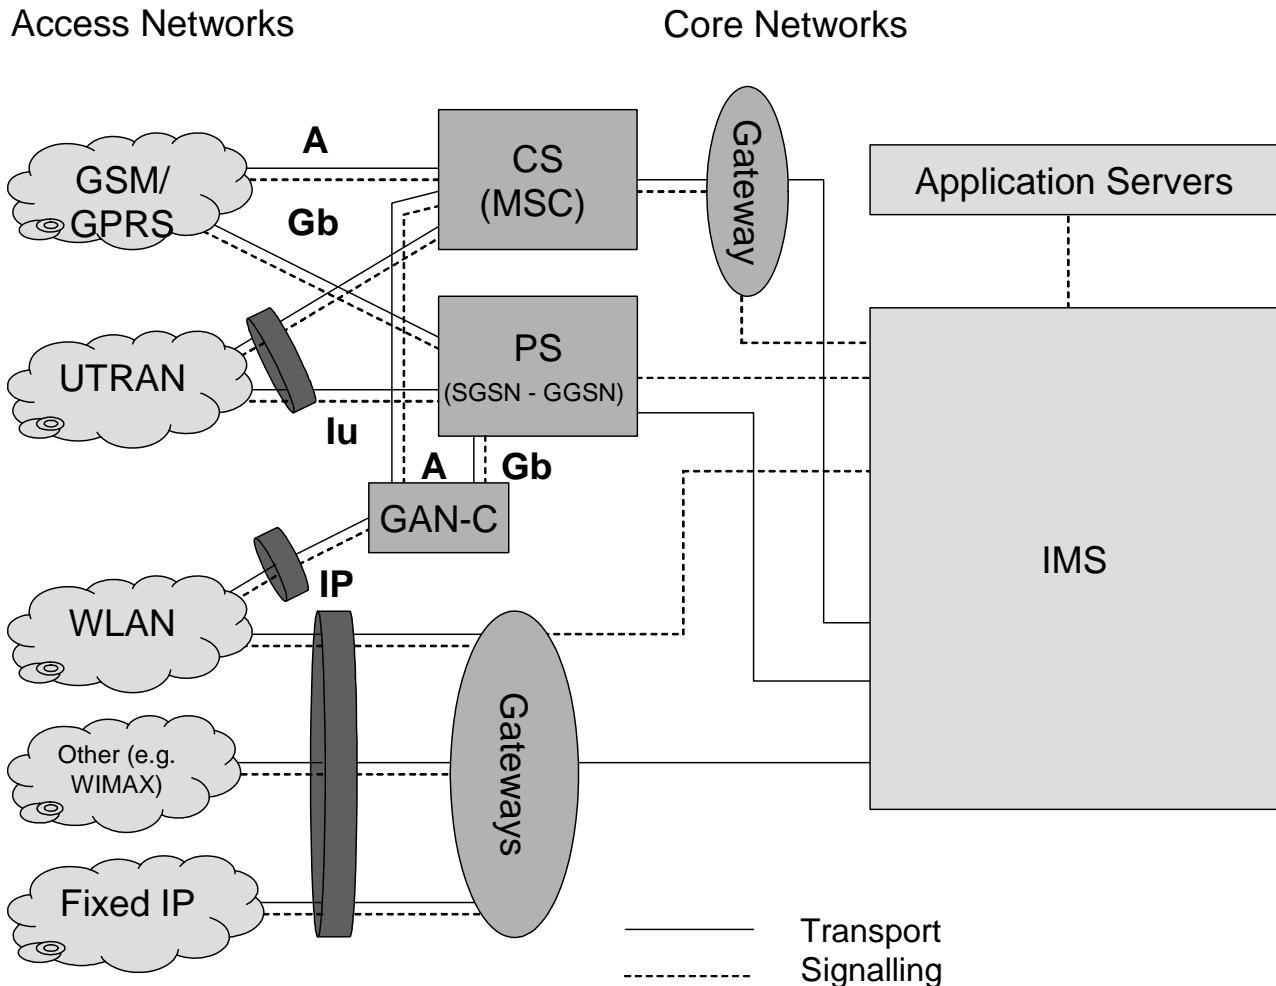 Access Networks
Core Networks
GSM/
GPRS
A
Gb
CS
(MSC)
Gateway
Application Servers
UTRAN
Iu
PS
(SGSN - GGSN)
A
Gb
GAN-C
IMS
IP
WLAN
Other (e.g.
WIMAX)
Gateways
Fixed IP
Transport
Signalling